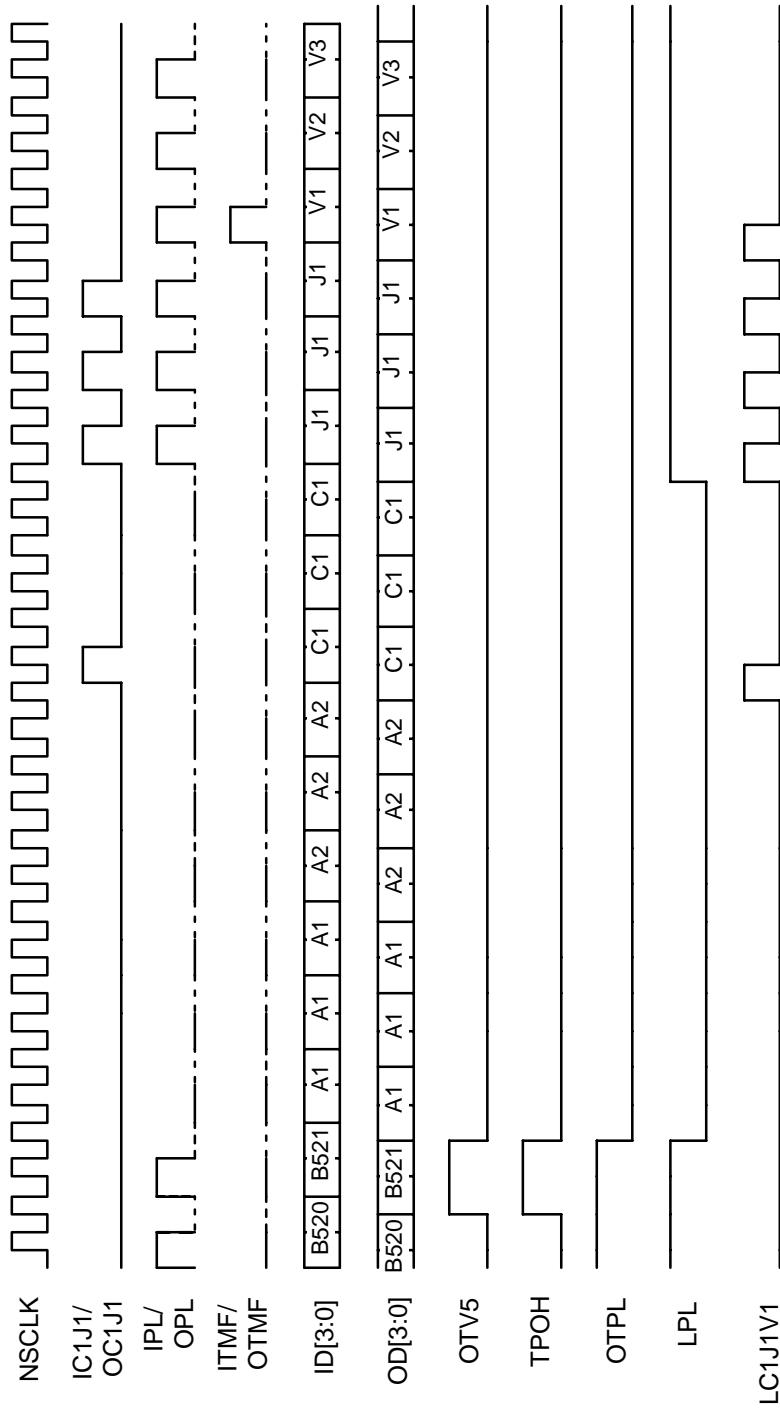 NSCLK
IC1J1/
OC1J1
IPL/
OPL
ITMF/
OTMF
ID[3:0] B520 B521 A1 A1 A1 A2 A2 A2 C1 C1 C1 J1 J1 J1 V1 V2 V3
OD[3:0] B520 B521 A1 A1 A1 A2 A2 A2 C1 C1 C1 J1 J1 J1 V1 V2 V3
OTV5
TPOH
OTPL
LPL
LC1J1V1